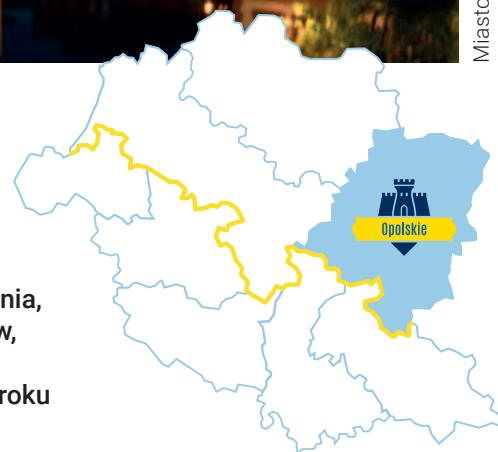 Miasto
Opolskie
nia,
w,
roku